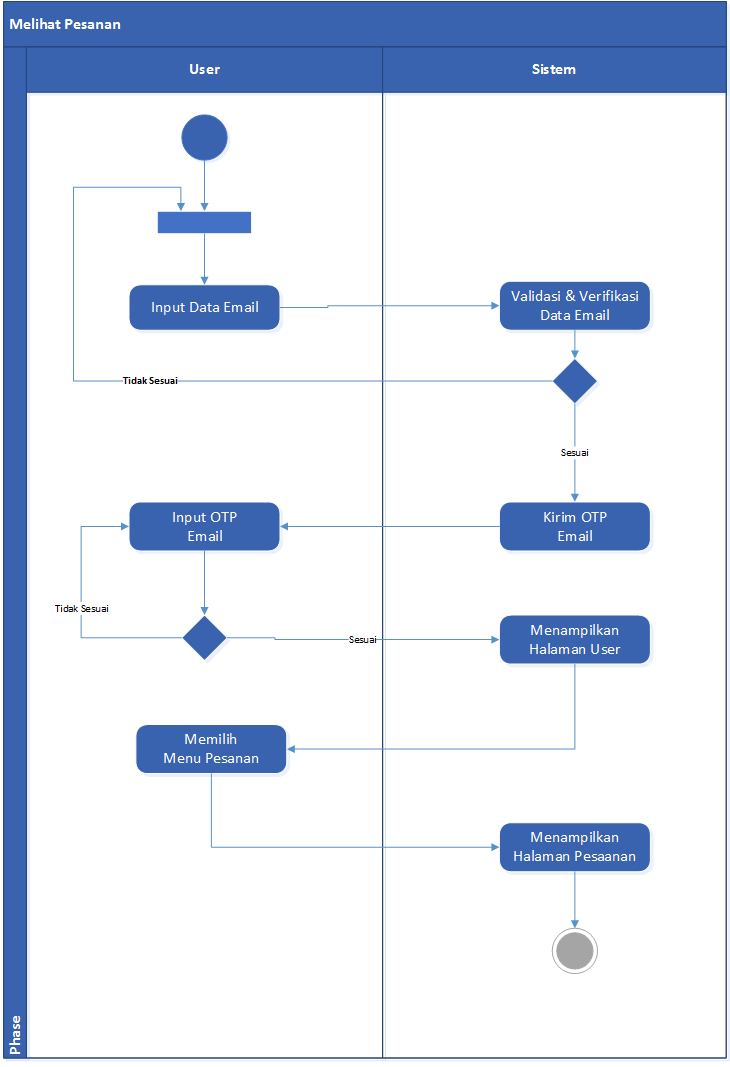 Melihat Pesanan
User
Sistem
Input Data Email
Validasi & Verifikasi
Data Email
Tidak Sesuai
Sesuai
Input OTP
Email
Kirim OTP
Email
Tidak Sesuai
Sesuai
Menampilkan
Halaman User
Memilih
Menu Pesanan
Menampilkan
Halaman Pesaanan
Phase